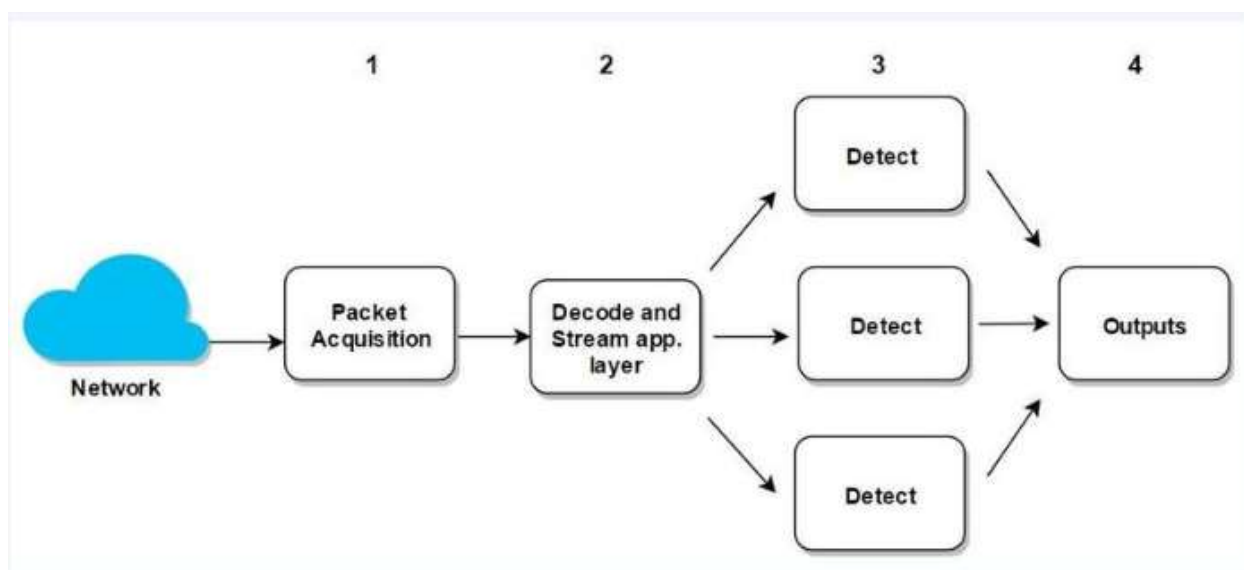 1
2
3
4
Detect
Packet
Acquisition
Decode and
Stream app.
layer
Detect
Outputs
Network
Detect